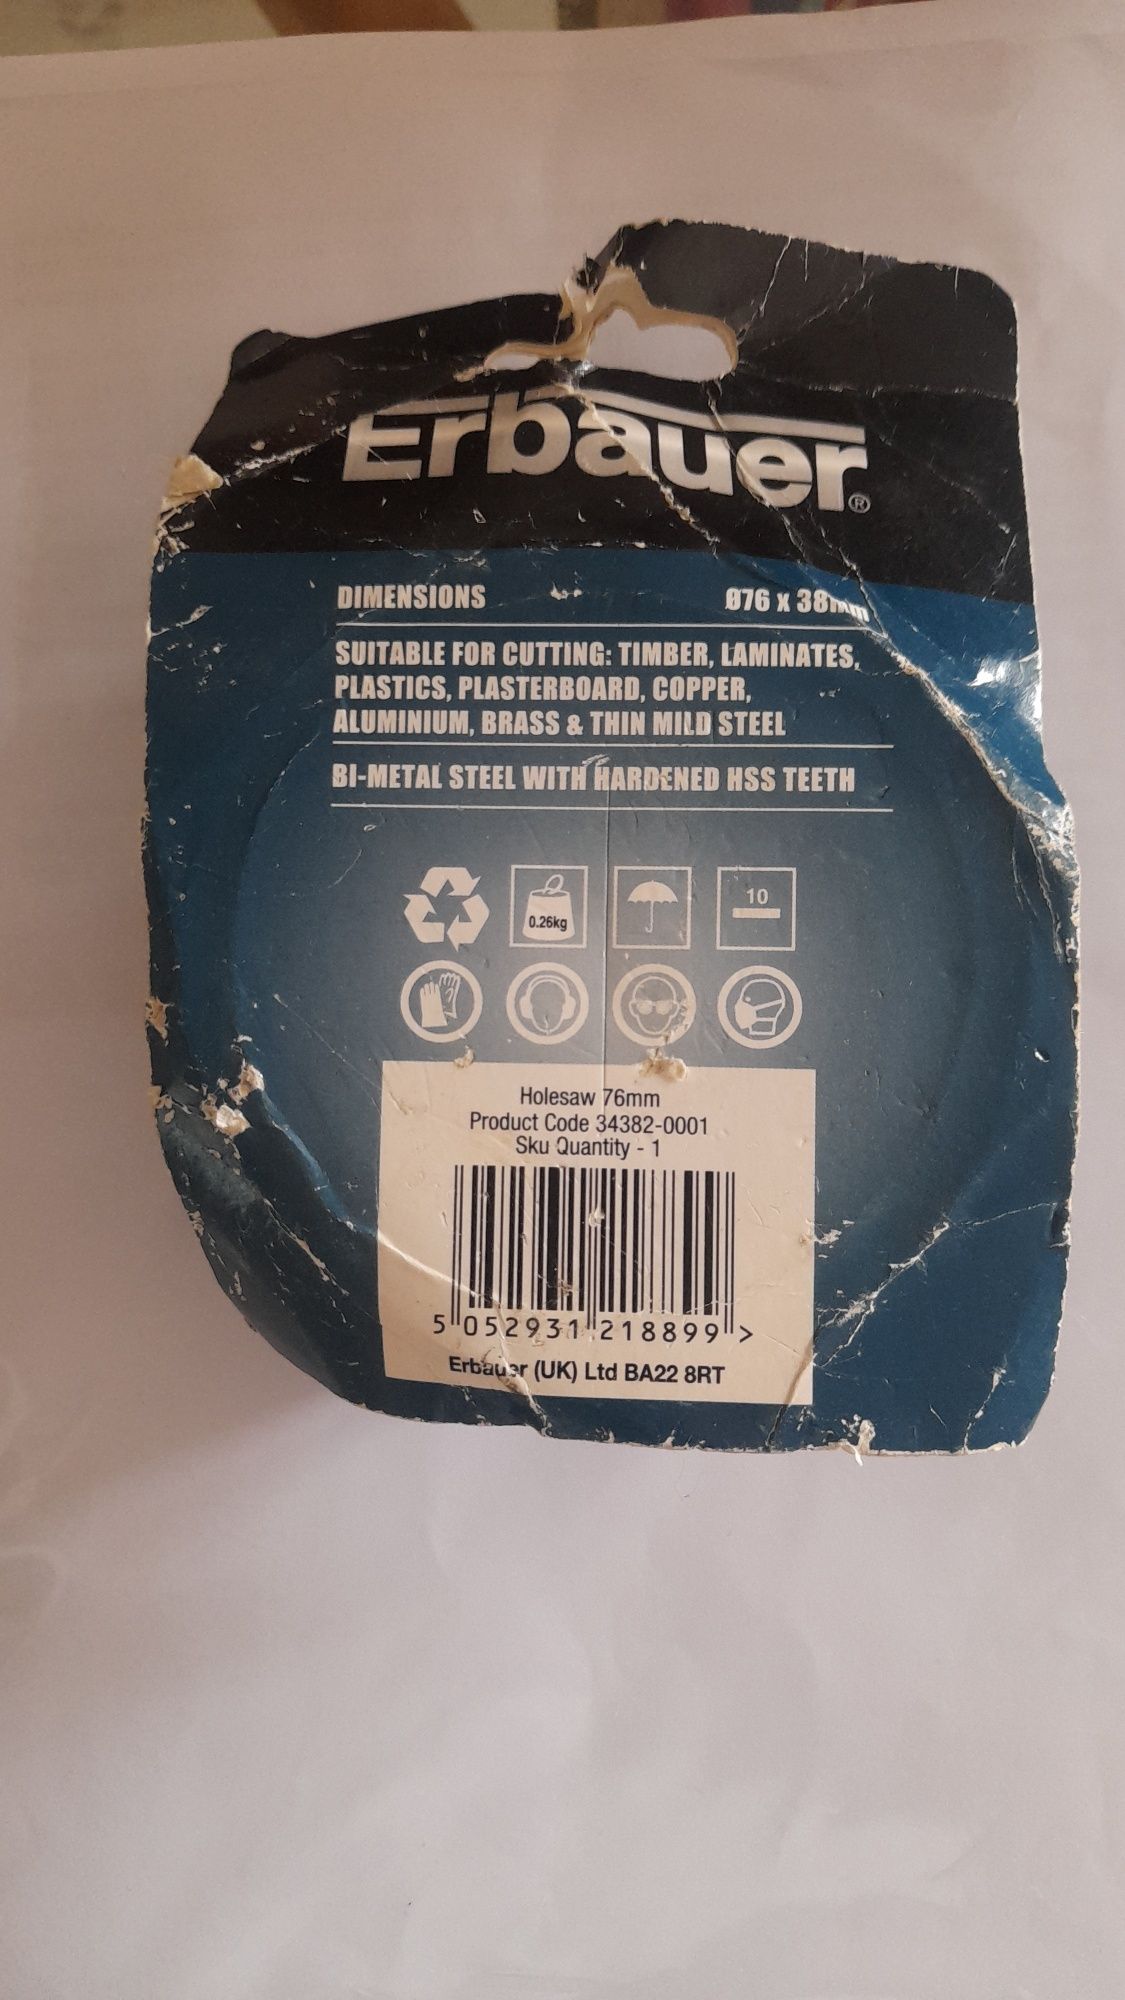 Erbauer®
DIMENSIONS Ø76 x 38mm
SUITABLE FOR CUTTING: TIMBER, LAMINATES,
PLASTICS, PLASTERBOARD, COPPER,
ALUMINIUM, BRASS & THIN MILD STEEL
BI-METAL STEEL WITH HARDENED HSS TEETH
0.26kg
10
Holesaw 76mm
Product Code 34382-0001
Sku Quantity - 1
5 052931 218899 >
Erbauer (UK) Ltd BA22 8RT